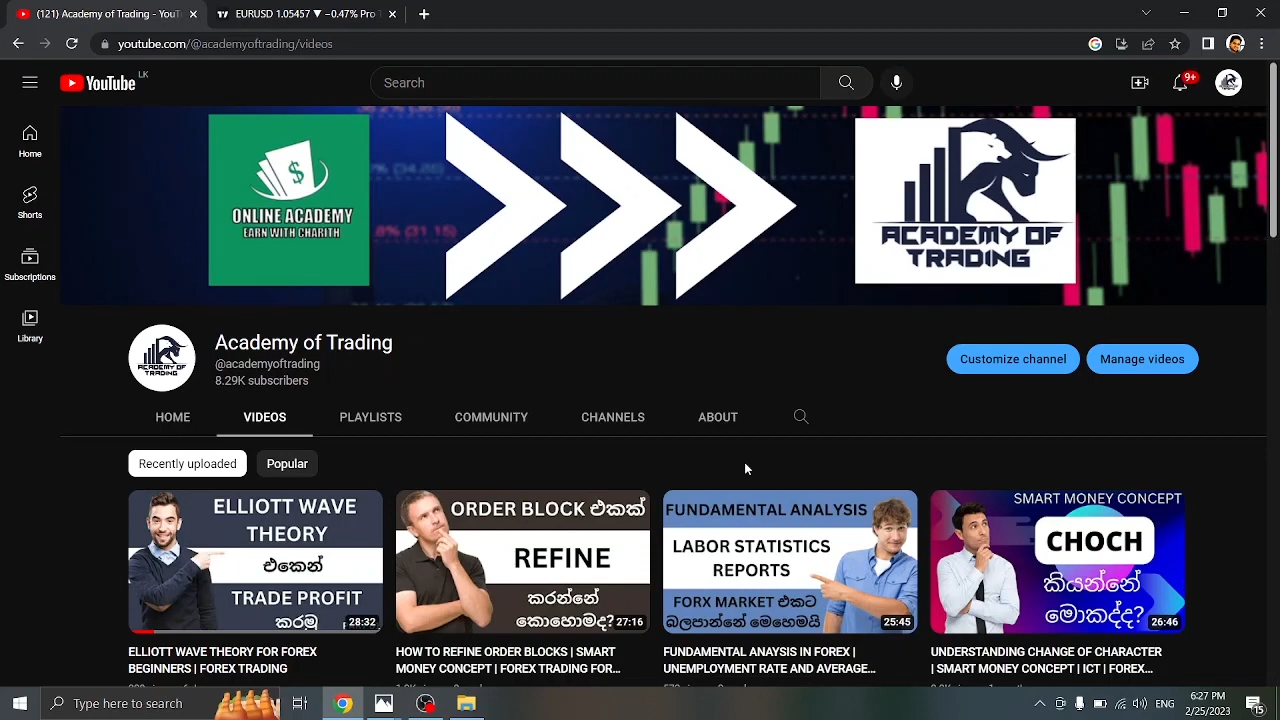 (121) Academy of Trading - YouT
EURUSD 1.05457 ▼ −0.47% Pro
youtube.com/@academyoftrading/videos
YouTube LK
Search
9+
Home
Shorts
Subscriptions
Library
ONLINE ACADEMY
EARN WITH CHARITH
ACADEMY OF
TRADING
ACADEMY OF
TRADING
Academy of Trading
@academyoftrading
8.29K subscribers
Customize channel
Manage videos
HOME VIDEOS PLAYLISTS COMMUNITY CHANNELS ABOUT
Recently uploaded
Popular
ELLIOTT WAVE
THEORY
එකෙන්
TRADE PROFIT
කරමු
28:32
ELLIOTT WAVE THEORY FOR FOREX
BEGINNERS | FOREX TRADING
ORDER BLOCK එකක්
REFINE
කරන්නේ
කොහොමද?
27:16
HOW TO REFINE ORDER BLOCKS | SMART
MONEY CONCEPT | FOREX TRADING FOR...
FUNDAMENTAL ANALYSIS
LABOR STATISTICS
REPORTS
FORX MARKET එකට
බලපාන්නේ මෙහෙමයි
25:45
FUNDAMENTAL ANALYSIS IN FOREX |
UNEMPLOYMENT RATE AND AVERAGE...
SMART MONEY CONCEPT
CHOCH
කියන්නේ
මොකද්ද?
26:46
UNDERSTANDING CHANGE OF CHARACTER
| SMART MONEY CONCEPT | ICT | FOREX...
Type here to search
ENG
6:27 PM
2/25/2023
15